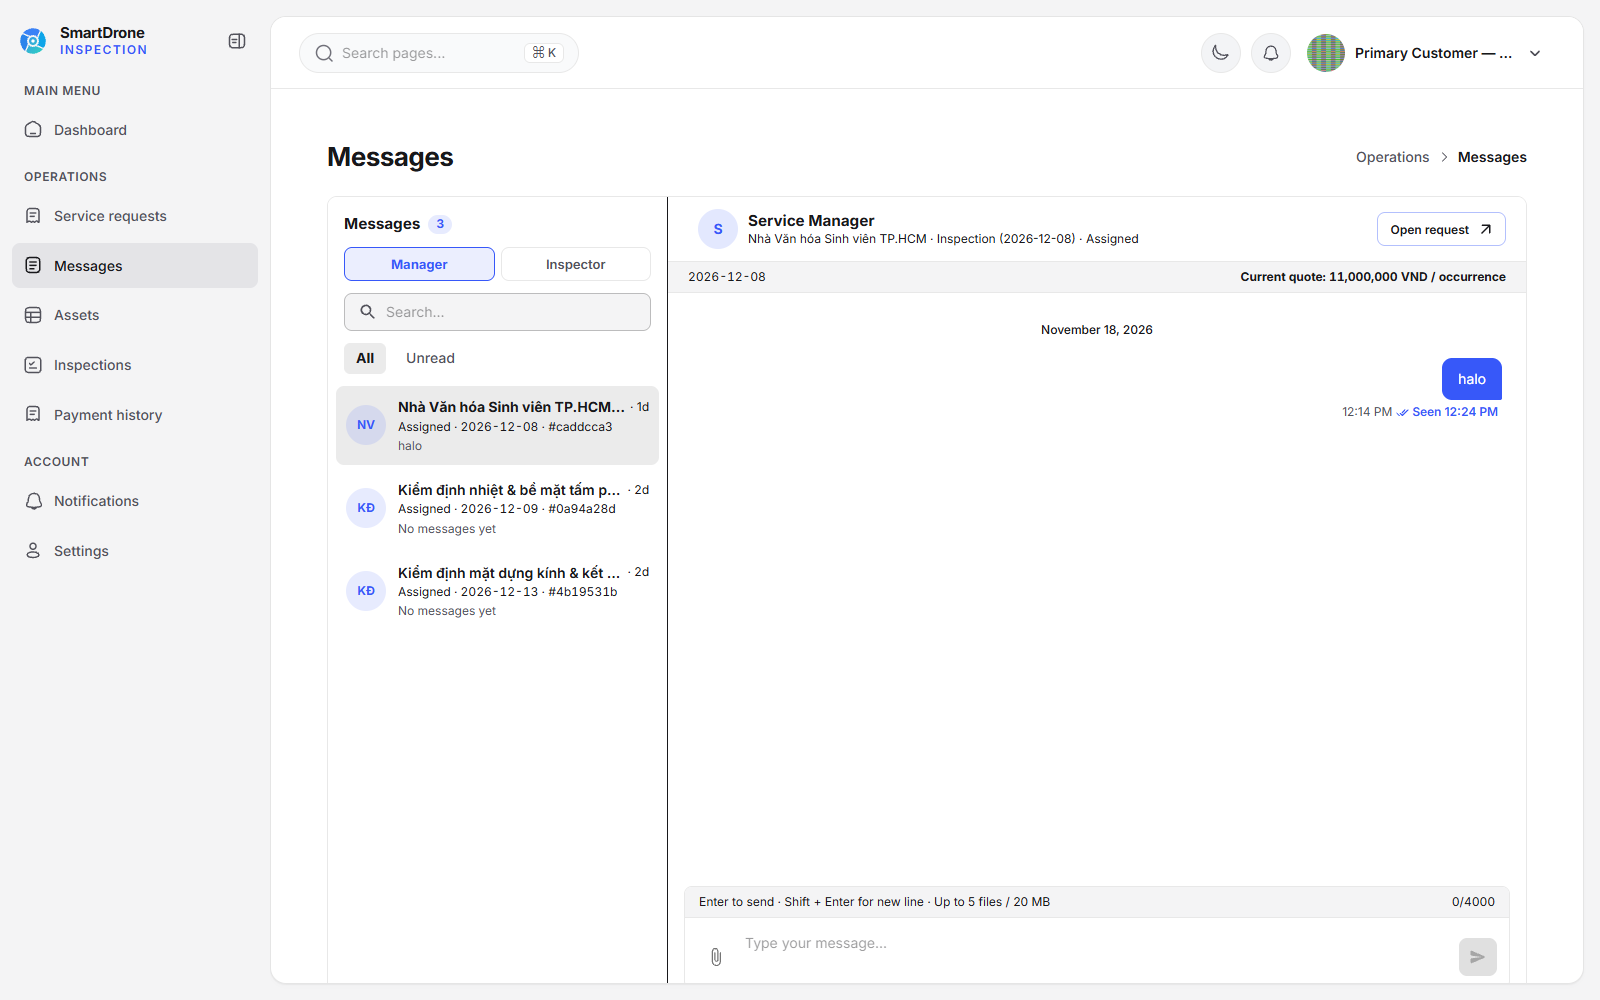 SmartDrone
INSPECTION
MAIN MENU
Dashboard
OPERATIONS
Service requests
Messages
Assets
Inspections
Payment history
ACCOUNT
Notifications
Settings
Search pages...
⌘ K
Primary Customer — ...
Messages
Operations > Messages
Messages 3
Manager
Inspector
Search...
All
Unread
Nhà Văn hóa Sinh viên TP.HCM... · 1d
Assigned · 2026-12-08 · #caddcca3
halo
NV
Kiểm định nhiệt & bề mặt tấm p... · 2d
Assigned · 2026-12-09 · #0a94a28d
No messages yet
KĐ
Kiểm định mặt dựng kính & kết ... · 2d
Assigned · 2026-12-13 · #4b19531b
No messages yet
KĐ
S
Service Manager
Nhà Văn hóa Sinh viên TP.HCM · Inspection (2026-12-08) · Assigned
Open request
2026-12-08
Current quote: 11,000,000 VND / occurrence
November 18, 2026
halo
12:14 PM Seen 12:24 PM
Enter to send · Shift + Enter for new line · Up to 5 files / 20 MB
0/4000
Type your message...